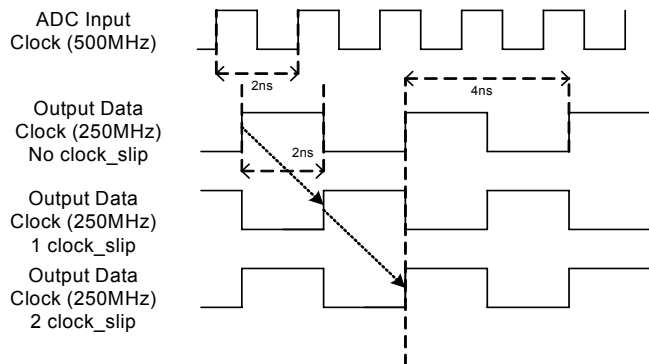 ADC Input
Clock (500MHz)
2ns
4ns
Output Data
Clock (250MHz)
No clock_slip
2ns
Output Data
Clock (250MHz)
1 clock_slip
Output Data
Clock (250MHz)
2 clock_slip